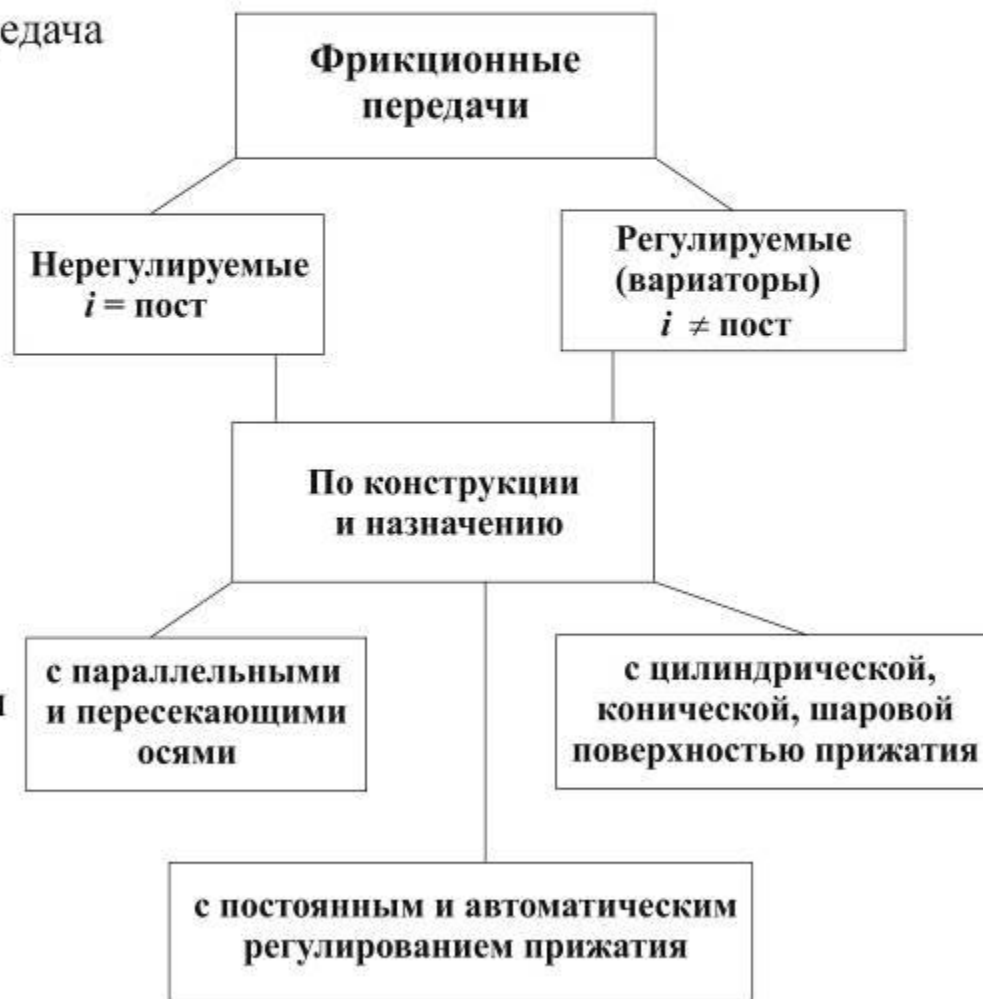 едача
Фрикционные
передачи
Нерегулируемые
i = пост
Регулируемые
(вариаторы)
i ≠ пост
По конструкции
и назначению
с параллельными
и пересекающими
осями
с цилиндрической,
конической, шаровой
поверхностью прижатия
с постоянным и автоматическим
регулированием прижатия